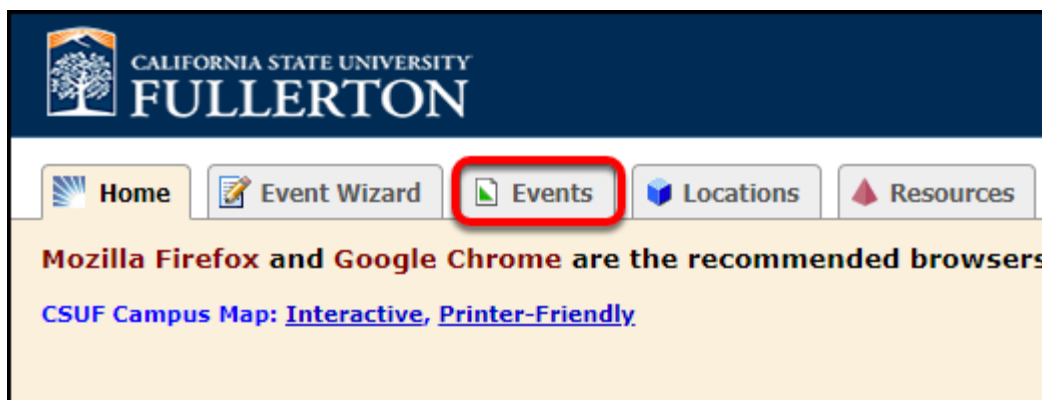 CALIFORNIA STATE UNIVERSITY
FULLERTON
Home Event Wizard Events Locations Resources
Mozilla Firefox and Google Chrome are the recommended browsers
CSUF Campus Map: Interactive, Printer-Friendly